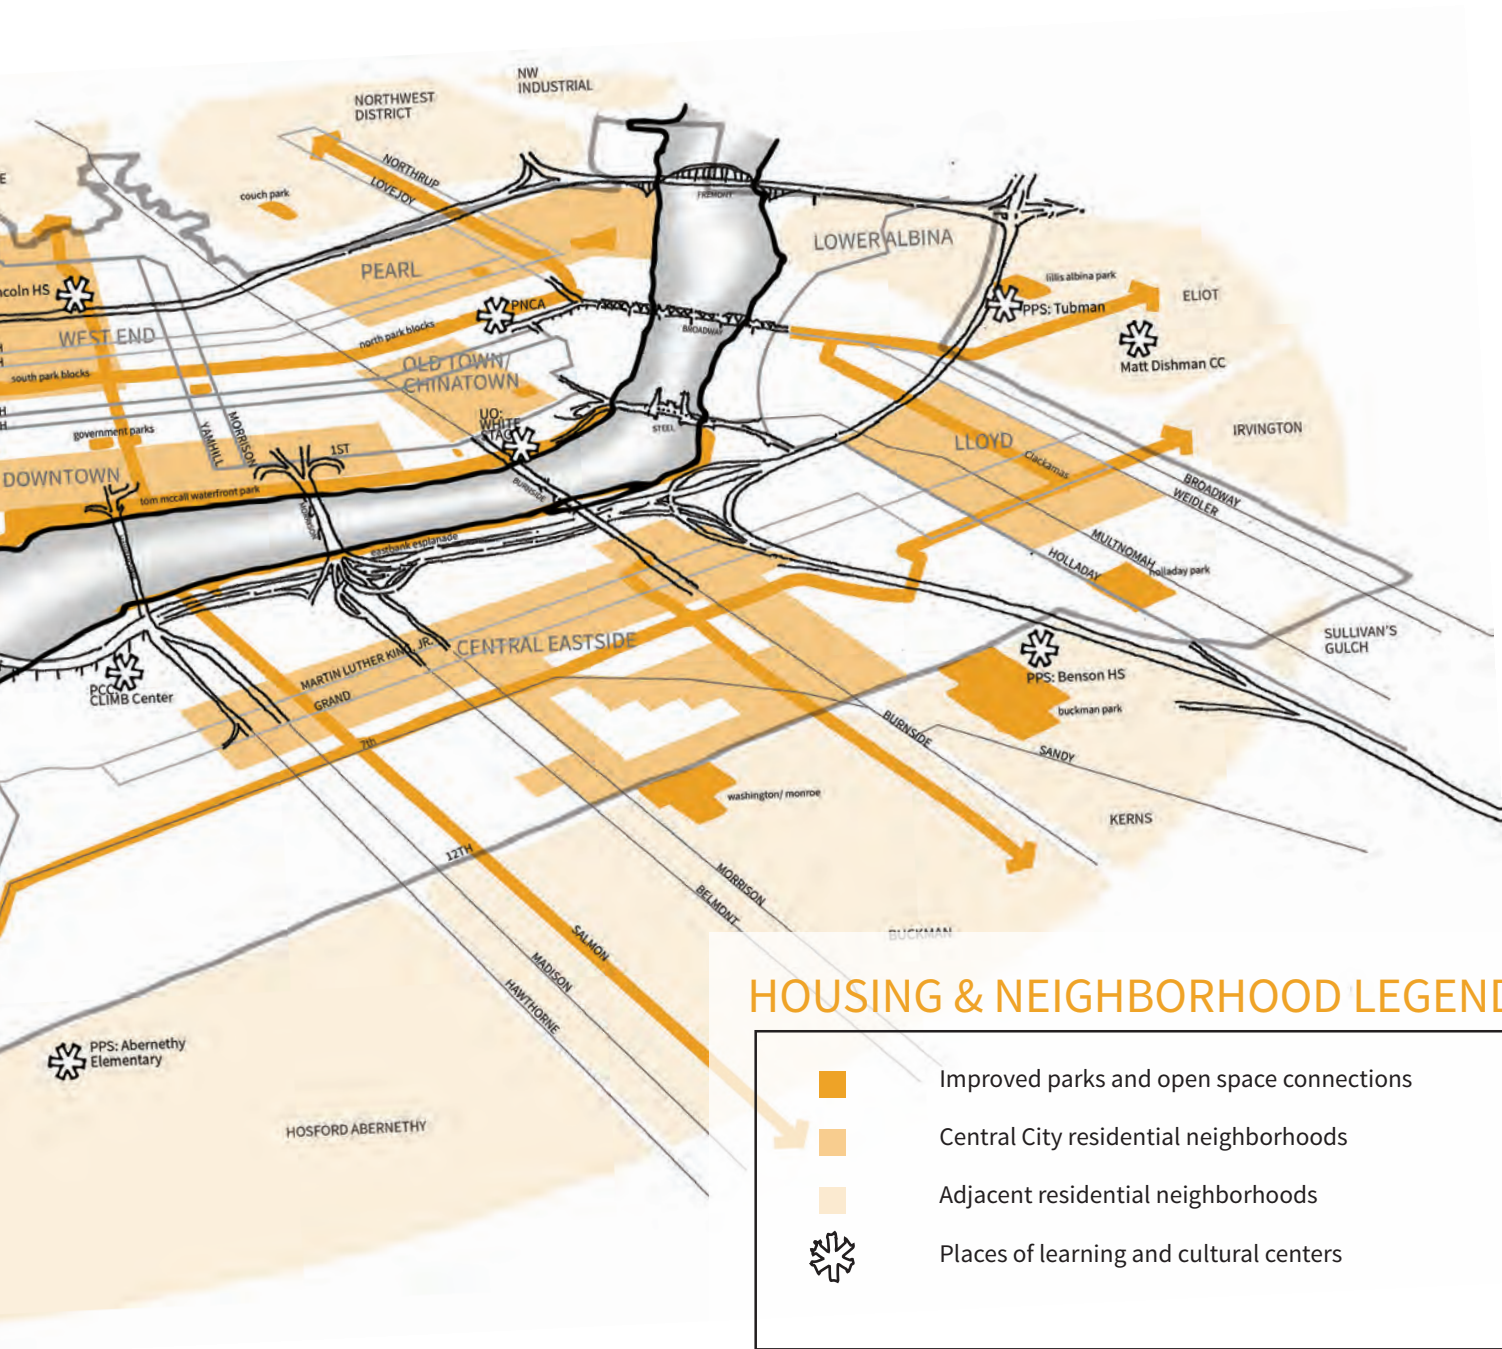 NW
INDUSTRIAL
NORTHWEST
DISTRICT
NORTHRUP
LOVEJOY
couch park
FREMONT
LOWER ALBINA
PEARL
lillis albina park
ELIOT
PPS: Tubman
Matt Dishman CC
coln HS
PNCA
WEST END
north park blocks
BROADWAY
OLD TOWN/
CHINATOWN
south park blocks
UO:
WHITE
STAG
STEEL
LLOYD
Clackamas
IRVINGTON
MORRISON
YAMHILL
government parks
1ST
DOWNTOWN
tom mccall waterfront park
BURNSIDE
MORRISON
eastbank esplanade
BROADWAY
WEIDLER
MULTNOMAH
HOLLADAY
holladay park
SULLIVAN'S
GULCH
CENTRAL EASTSIDE
MARTIN LUTHER KING, JR.
GRAND
PCC
CLIMB Center
7th
PPS: Benson HS
buckman park
BURNSIDE
SANDY
washington/ monroe
KERNS
12TH
MORRISON
BELMONT
BUCKMAN
SALMON
MADISON
HAWTHORNE
PPS: Abernethy
Elementary
HOSFORD ABERNETHY
HOUSING & NEIGHBORHOOD LEGEND
Improved parks and open space connections
Central City residential neighborhoods
Adjacent residential neighborhoods
Places of learning and cultural centers